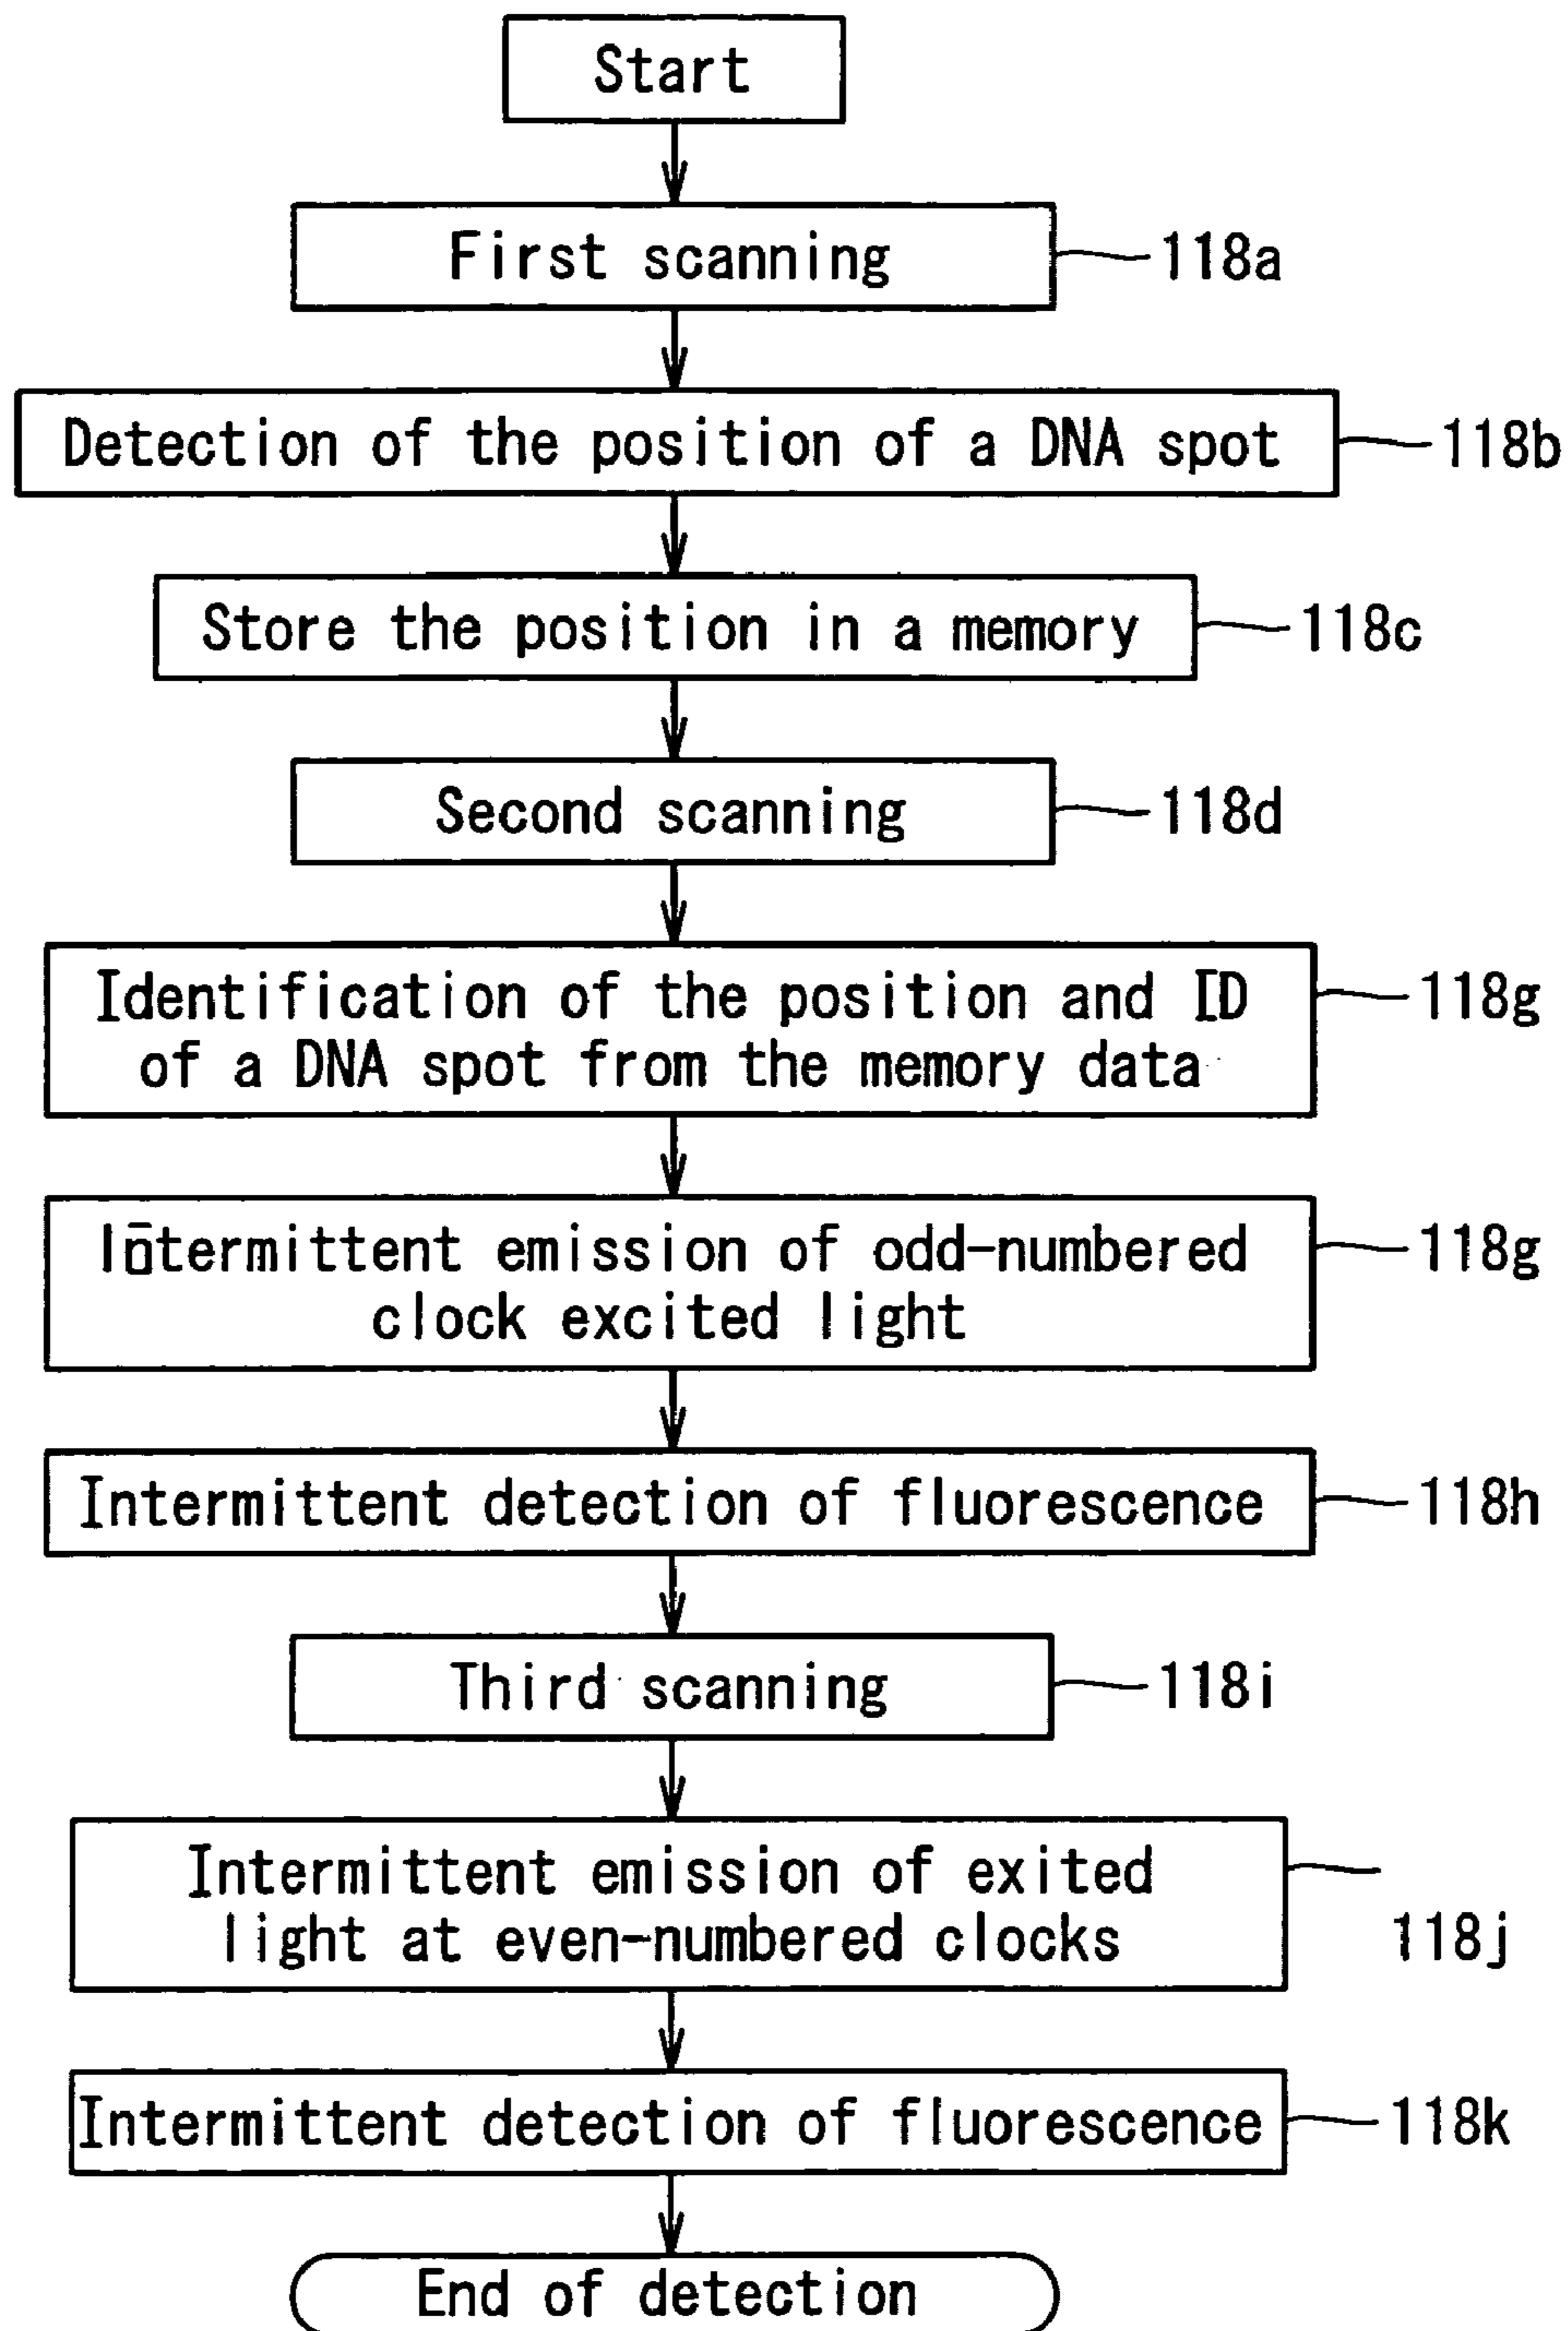 Start
First scanning
118a
Detection of the position of a DNA spot
118b
Store the position in a memory
118c
Second scanning
118d
Identification of the position and ID
of a DNA spot from the memory data
118g
Intermittent emission of odd-numbered
clock excited light
118g
Intermittent detection of fluorescence
118h
Third scanning
118i
Intermittent emission of exited
light at even-numbered clocks
118j
Intermittent detection of fluorescence
118k
End of detection